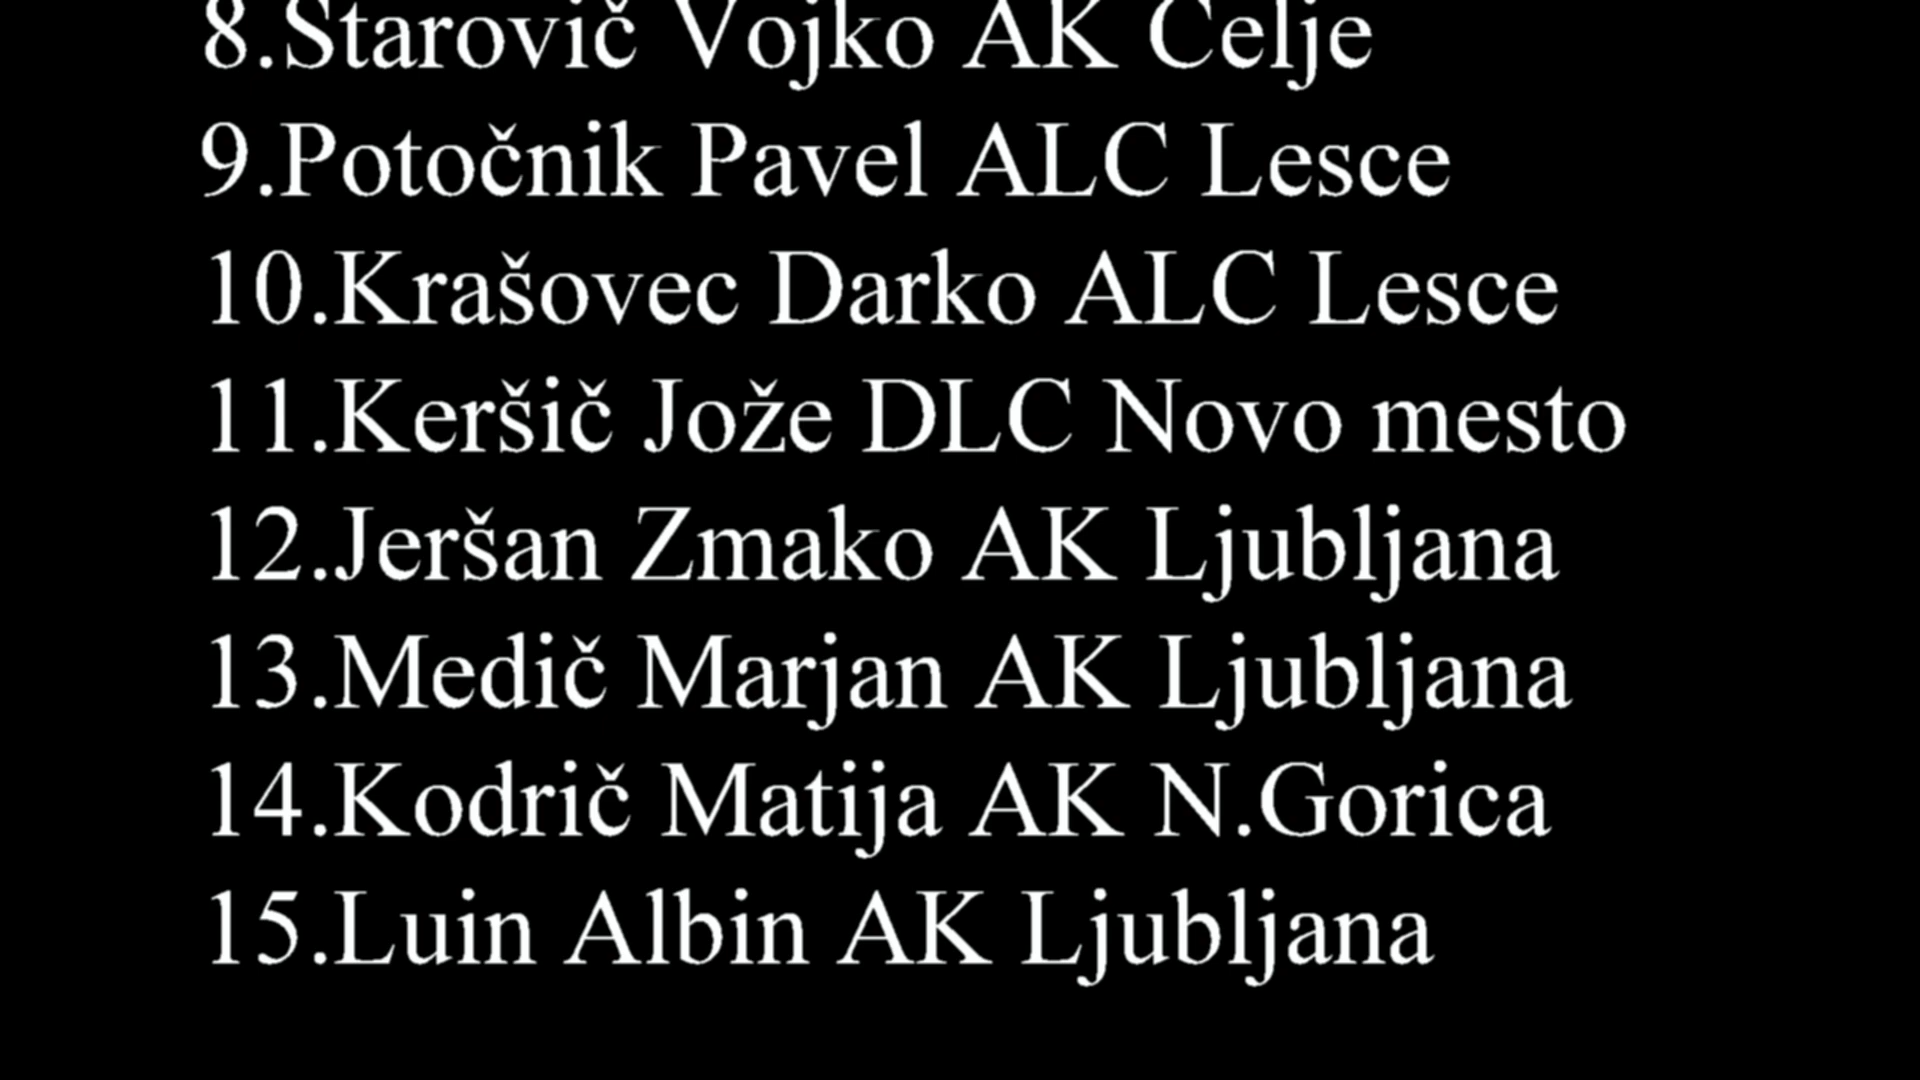 8.Starovič Vojko AK Celje
9.Potočnik Pavel ALC Lesce
10.Krašovec Darko ALC Lesce
11.Keršič Jože DLC Novo mesto
12.Jeršan Zmako AK Ljubljana
13.Medič Marjan AK Ljubljana
14.Kodrič Matija AK N.Gorica
15.Luin Albin AK Ljubljana